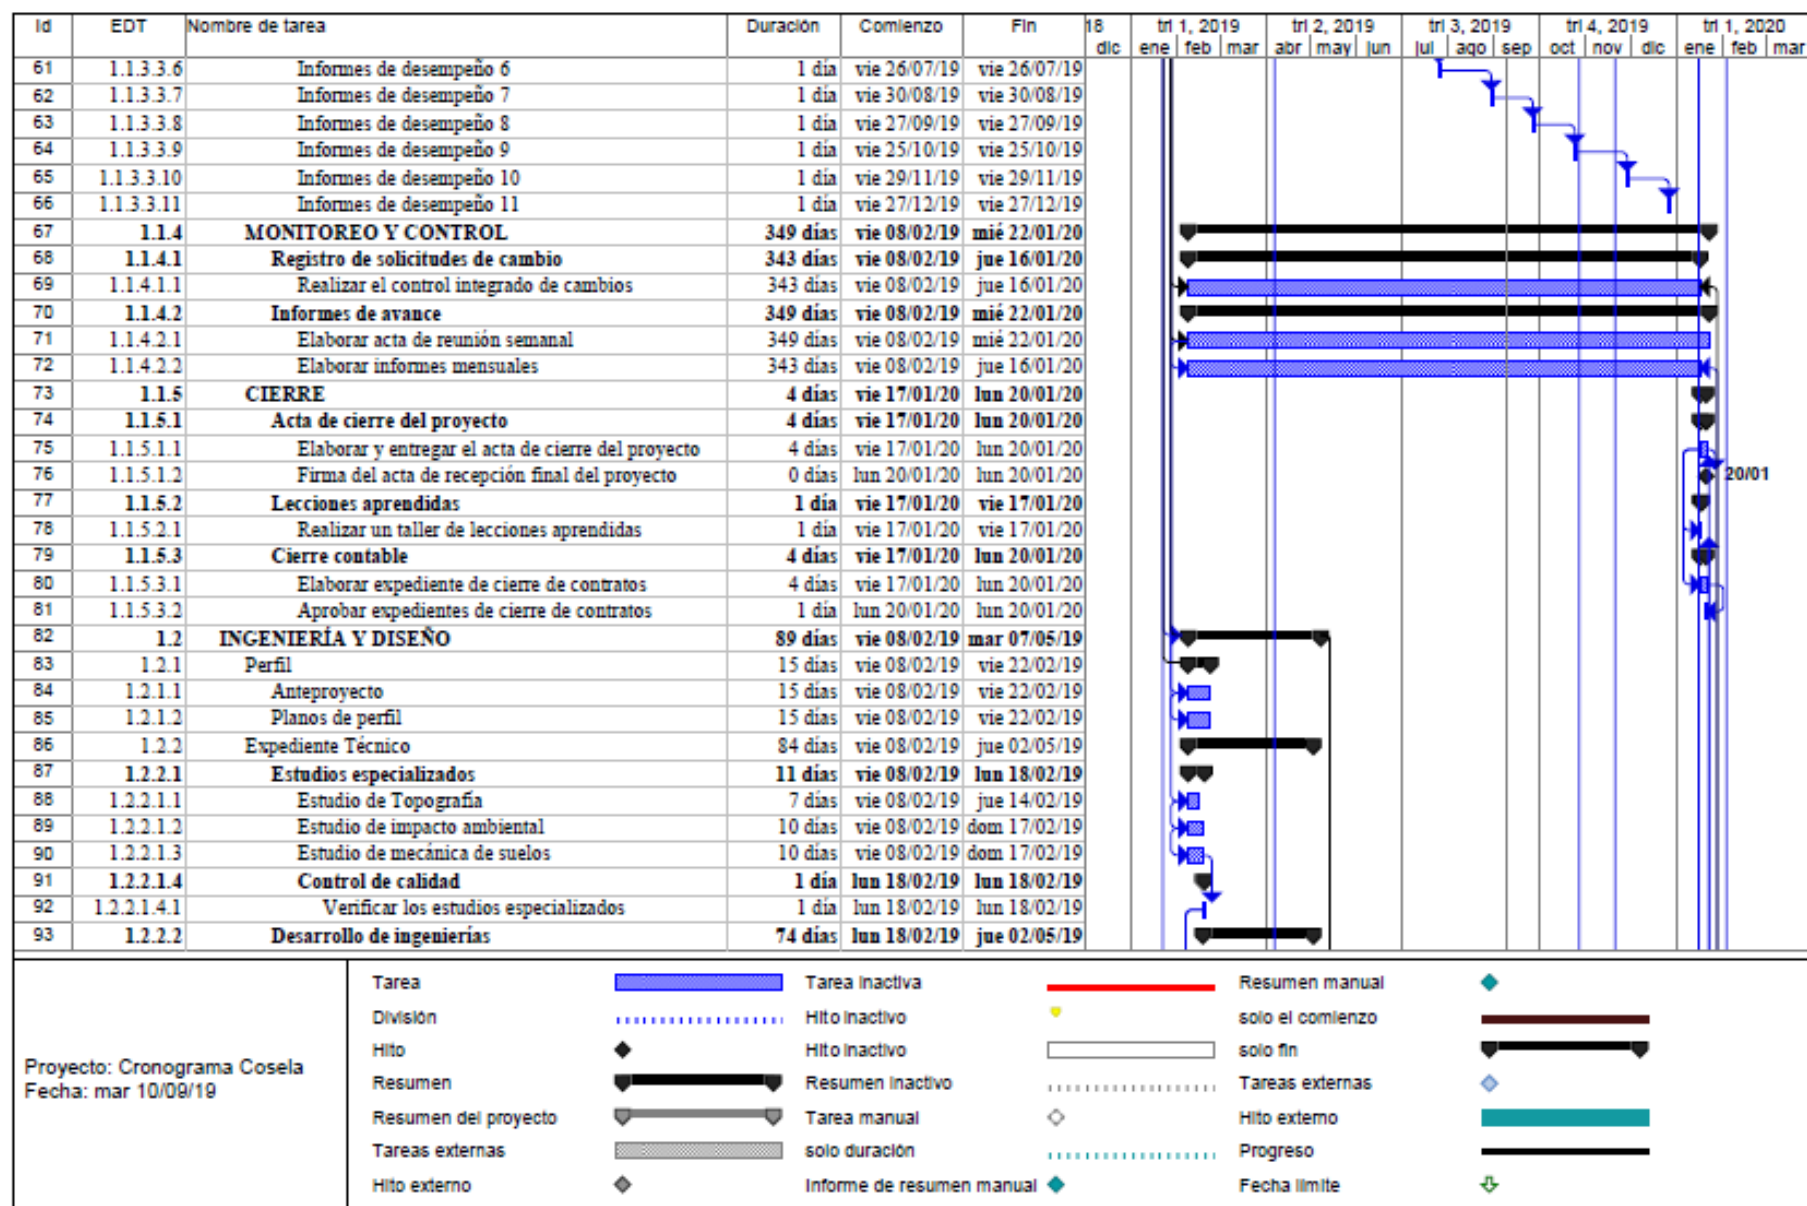 Id EDT Nombre de tarea Duración Comienzo Fin 18 tri 1, 2019 tri 2, 2019 tri 3, 2019 tri 4, 2019 tri 1, 2020
dic ene feb mar abr may jun jul ago sep oct nov dic ene feb mar
61 1.1.3.3.6 Informes de desempeño 6 1 día vie 26/07/19 vie 26/07/19
62 1.1.3.3.7 Informes de desempeño 7 1 día vie 30/08/19 vie 30/08/19
63 1.1.3.3.8 Informes de desempeño 8 1 día vie 27/09/19 vie 27/09/19
64 1.1.3.3.9 Informes de desempeño 9 1 día vie 25/10/19 vie 25/10/19
65 1.1.3.3.10 Informes de desempeño 10 1 día vie 29/11/19 vie 29/11/19
66 1.1.3.3.11 Informes de desempeño 11 1 día vie 27/12/19 vie 27/12/19
67 1.1.4 MONITOREO Y CONTROL 349 días vie 08/02/19 mié 22/01/20
68 1.1.4.1 Registro de solicitudes de cambio 343 días vie 08/02/19 jue 16/01/20
69 1.1.4.1.1 Realizar el control integrado de cambios 343 días vie 08/02/19 jue 16/01/20
70 1.1.4.2 Informes de avance 349 días vie 08/02/19 mié 22/01/20
71 1.1.4.2.1 Elaborar acta de reunión semanal 349 días vie 08/02/19 mié 22/01/20
72 1.1.4.2.2 Elaborar informes mensuales 343 días vie 08/02/19 jue 16/01/20
73 1.1.5 CIERRE 4 días vie 17/01/20 lun 20/01/20
74 1.1.5.1 Acta de cierre del proyecto 4 días vie 17/01/20 lun 20/01/20
75 1.1.5.1.1 Elaborar y entregar el acta de cierre del proyecto 4 días vie 17/01/20 lun 20/01/20
76 1.1.5.1.2 Firma del acta de recepción final del proyecto 0 días lun 20/01/20 lun 20/01/20 20/01
77 1.1.5.2 Lecciones aprendidas 1 día vie 17/01/20 vie 17/01/20
78 1.1.5.2.1 Realizar un taller de lecciones aprendidas 1 día vie 17/01/20 vie 17/01/20
79 1.1.5.3 Cierre contable 4 días vie 17/01/20 lun 20/01/20
80 1.1.5.3.1 Elaborar expediente de cierre de contratos 4 días vie 17/01/20 lun 20/01/20
81 1.1.5.3.2 Aprobar expedientes de cierre de contratos 1 día lun 20/01/20 lun 20/01/20
82 1.2 INGENIERÍA Y DISEÑO 89 días vie 08/02/19 mar 07/05/19
83 1.2.1 Perfil 15 días vie 08/02/19 vie 22/02/19
84 1.2.1.1 Anteproyecto 15 días vie 08/02/19 vie 22/02/19
85 1.2.1.2 Planos de perfil 15 días vie 08/02/19 vie 22/02/19
86 1.2.2 Expediente Técnico 84 días vie 08/02/19 jue 02/05/19
87 1.2.2.1 Estudios especializados 11 días vie 08/02/19 lun 18/02/19
88 1.2.2.1.1 Estudio de Topografía 7 días vie 08/02/19 jue 14/02/19
89 1.2.2.1.2 Estudio de impacto ambiental 10 días vie 08/02/19 dom 17/02/19
90 1.2.2.1.3 Estudio de mecánica de suelos 10 días vie 08/02/19 dom 17/02/19
91 1.2.2.1.4 Control de calidad 1 día lun 18/02/19 lun 18/02/19
92 1.2.2.1.4.1 Verificar los estudios especializados 1 día lun 18/02/19 lun 18/02/19
93 1.2.2.2 Desarrollo de ingenierías 74 días lun 18/02/19 jue 02/05/19
Proyecto: Cronograma Cosela
Fecha: mar 10/09/19
Tarea Tarea inactiva Resumen manual
División Hito inactivo solo el comienzo
Hito Hito inactivo solo fin
Resumen Resumen inactivo Tareas externas
Resumen del proyecto Tarea manual Hito externo
Tareas externas solo duración Progreso
Hito externo Informe de resumen manual Fecha límite